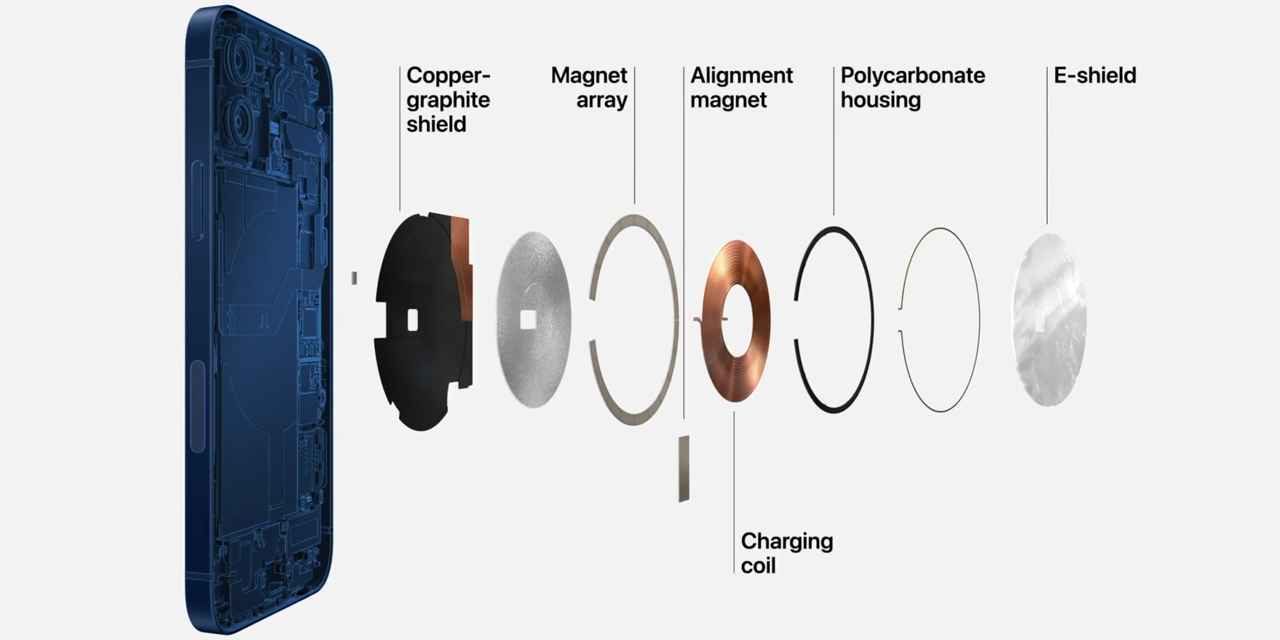 Copper-
graphite
shield
Magnet
array
Alignment
magnet
Polycarbonate
housing
E-shield
Charging
coil